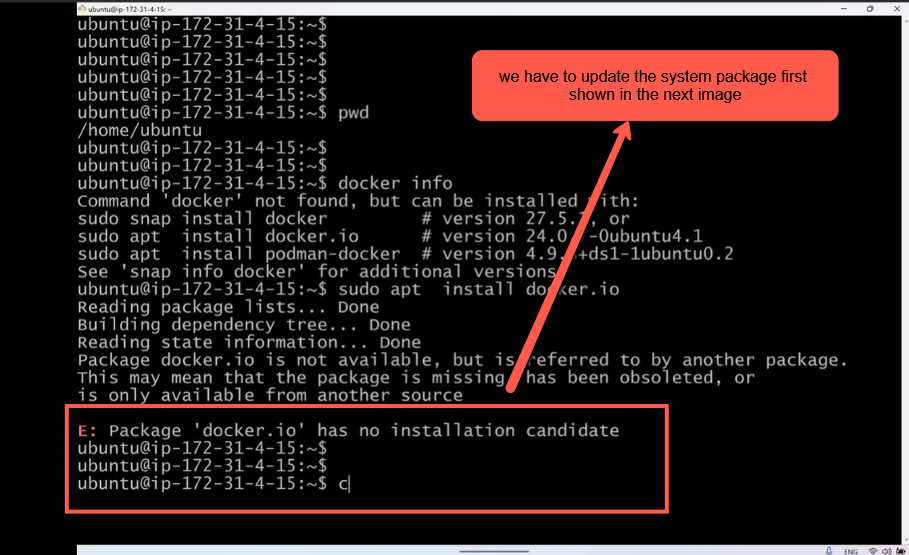 ubuntu@ip-172-31-4-15: ~
ubuntu@ip-172-31-4-15:~$
ubuntu@ip-172-31-4-15:~$
ubuntu@ip-172-31-4-15:~$
ubuntu@ip-172-31-4-15:~$
ubuntu@ip-172-31-4-15:~$
ubuntu@ip-172-31-4-15:~$ pwd
/home/ubuntu
ubuntu@ip-172-31-4-15:~$
ubuntu@ip-172-31-4-15:~$
ubuntu@ip-172-31-4-15:~$ docker info
Command 'docker' not found, but can be installed with:
sudo snap install docker # version 27.5. , or
sudo apt install docker.io # version 24.0. -0ubuntu4.1
sudo apt install podman-docker # version 4.9. +ds1-1ubuntu0.2
See 'snap info docker' for additional versions
ubuntu@ip-172-31-4-15:~$ sudo apt install docker.io
Reading package lists... Done
Building dependency tree... Done
Reading state information... Done
Package docker.io is not available, but is referred to by another package.
This may mean that the package is missing, has been obsoleted, or
is only available from another source
E: Package 'docker.io' has no installation candidate
ubuntu@ip-172-31-4-15:~$
ubuntu@ip-172-31-4-15:~$
ubuntu@ip-172-31-4-15:~$ c
we have to update the system package first
shown in the next image
ENG